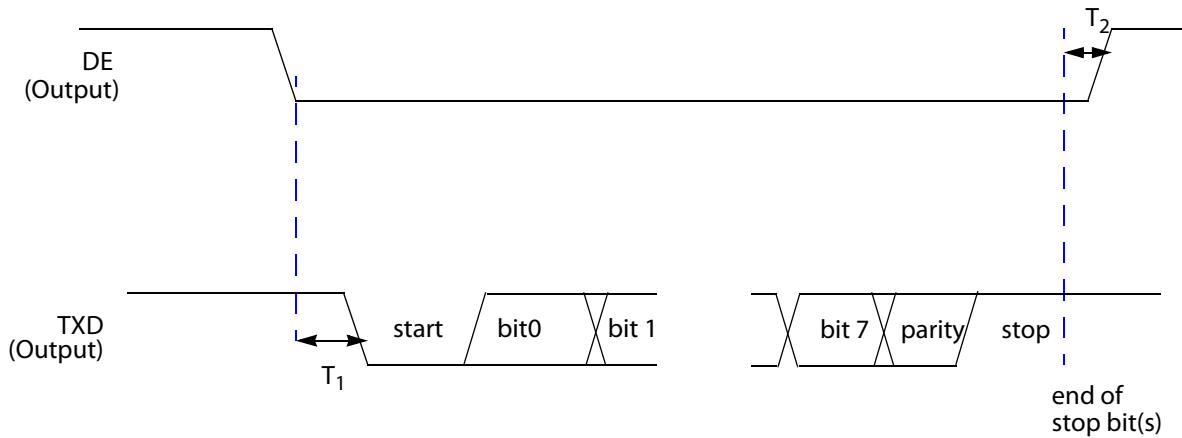 T2
DE
(Output)
TXD
(Output)
start
bit0
bit 1
bit 7
parity
stop
T1
end of
stop bit(s)